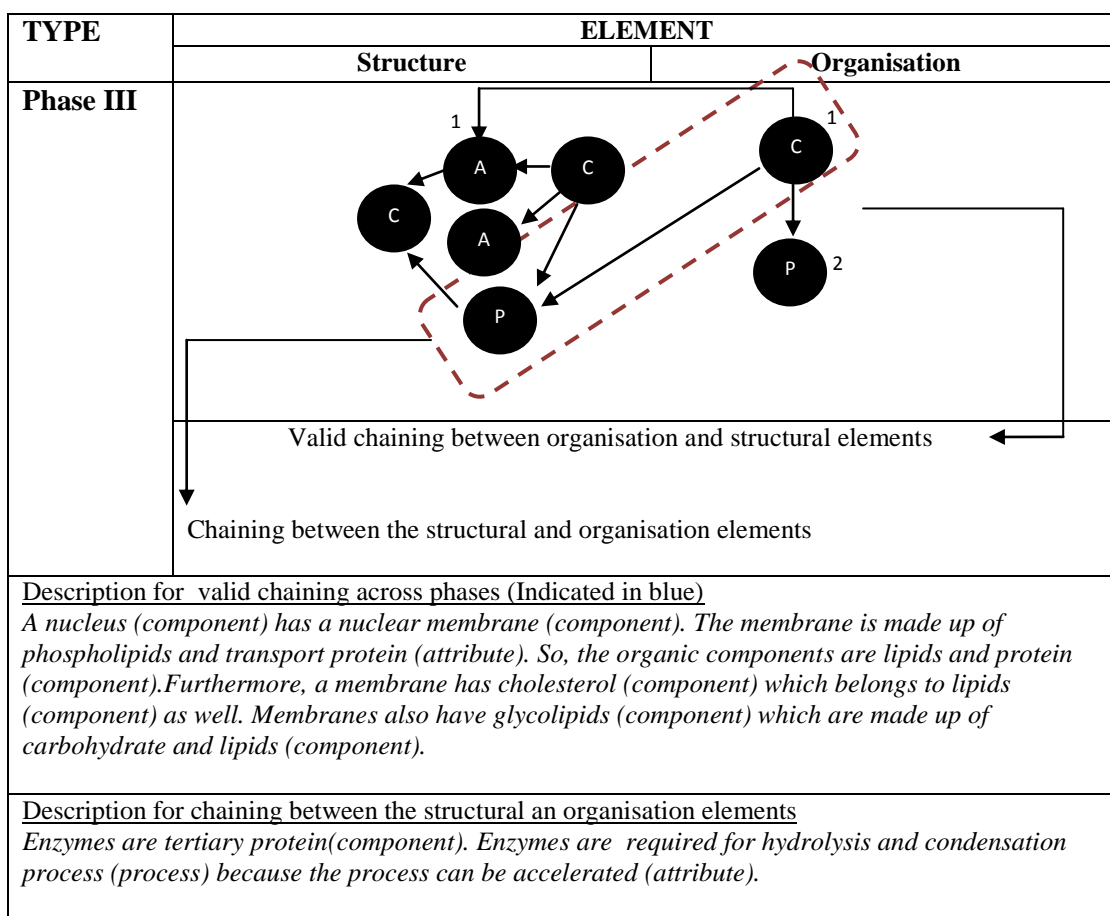 TYPE
ELEMENT
Structure
Organisation
Phase III
1
1
A
C
C
C
A
P
2
P
Valid chaining between organisation and structural elements
Chaining between the structural and organisation elements
Description for valid chaining across phases (Indicated in blue)
A nucleus (component) has a nuclear membrane (component). The membrane is made up of
phospholipids and transport protein (attribute). So, the organic components are lipids and protein
(component).Furthermore, a membrane has cholesterol (component) which belongs to lipids
(component) as well. Membranes also have glycolipids (component) which are made up of
carbohydrate and lipids (component).
Description for chaining between the structural an organisation elements
Enzymes are tertiary protein(component). Enzymes are required for hydrolysis and condensation
process (process) because the process can be accelerated (attribute).